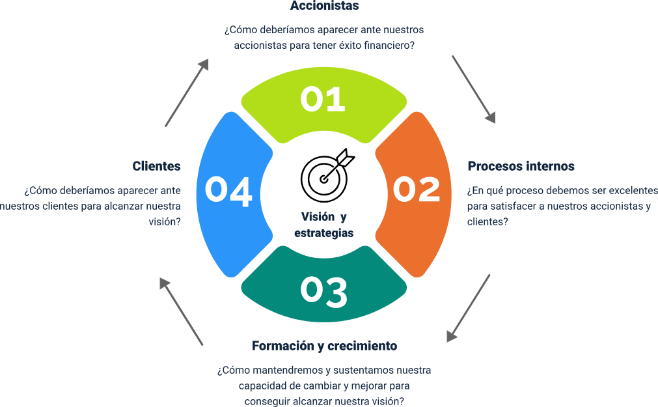 Accionistas
¿Cómo deberíamos aparecer ante nuestros
accionistas para tener éxito financiero?
01
Clientes
¿Cómo deberíamos aparecer ante
nuestros clientes para alcanzar nuestra
visión?
04
Visión y
estrategias
02
Procesos internos
¿En qué proceso debemos ser excelentes
para satisfacer a nuestros accionistas y
clientes?
03
Formación y crecimiento
¿Cómo mantendremos y sustentamos nuestra
capacidad de cambiar y mejorar para
conseguir alcanzar nuestra visión?